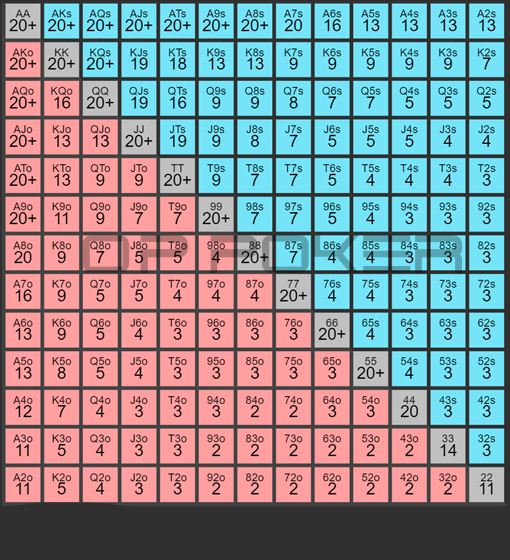 AA AKs AQs AJs ATs A9s A8s A7s A6s A5s A4s A3s A2s
20+ 20+ 20+ 20+ 20+ 20+ 20+ 20 16 13 13 13 13
AKo KK KQs KJs KTs K9s K8s K7s K6s K5s K4s K3s K2s
20+ 20+ 20+ 19 18 13 13 9 9 9 9 9 7
AQo KQo QQ QJs QTs Q9s Q8s Q7s Q6s Q5s Q4s Q3s Q2s
20+ 16 20+ 19 16 9 9 8 7 7 5 5 5
AJo KJo QJo JJ JTs J9s J8s J7s J6s J5s J4s J3s J2s
20+ 13 13 20+ 19 9 8 7 5 5 5 4 4
ATo KTo QTo JTo TT T9s T8s T7s T6s T5s T4s T3s T2s
20+ 13 9 9 20+ 9 7 7 5 4 4 4 3
A9o K9o Q9o J9o T9o 99 98s 97s 96s 95s 94s 93s 92s
20+ 11 9 7 7 20+ 7 7 5 4 3 3 3
A8o K8o Q8o J8o T8o 98o 88 87s 86s 85s 84s 83s 82s
20 9 7 5 5 4 20+ 7 4 4 3 3 3
OP POKER
A7o K7o Q7o J7o T7o 97o 87o 77 76s 75s 74s 73s 72s
16 9 5 5 4 4 4 20+ 4 4 3 3 3
A6o K6o Q6o J6o T6o 96o 86o 76o 66 65s 64s 63s 62s
13 9 5 4 3 3 3 3 20+ 4 3 3 3
A5o K5o Q5o J5o T5o 95o 85o 75o 65o 55 54s 53s 52s
13 8 5 4 3 3 3 3 3 20+ 4 3 3
A4o K4o Q4o J4o T4o 94o 84o 74o 64o 54o 44 43s 42s
12 7 4 3 3 3 2 2 3 3 20 3 3
A3o K3o Q3o J3o T3o 93o 83o 73o 63o 53o 43o 33 32s
11 5 4 3 3 2 2 2 2 2 2 14 3
A2o K2o Q2o J2o T2o 92o 82o 72o 62o 52o 42o 32o 22
11 5 4 3 3 2 2 2 2 2 2 2 11